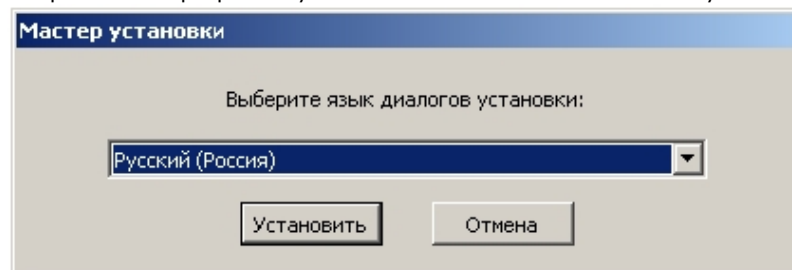 Мастер установки
Выберите язык диалогов установки:
Русский (Россия)
Установить Отмена